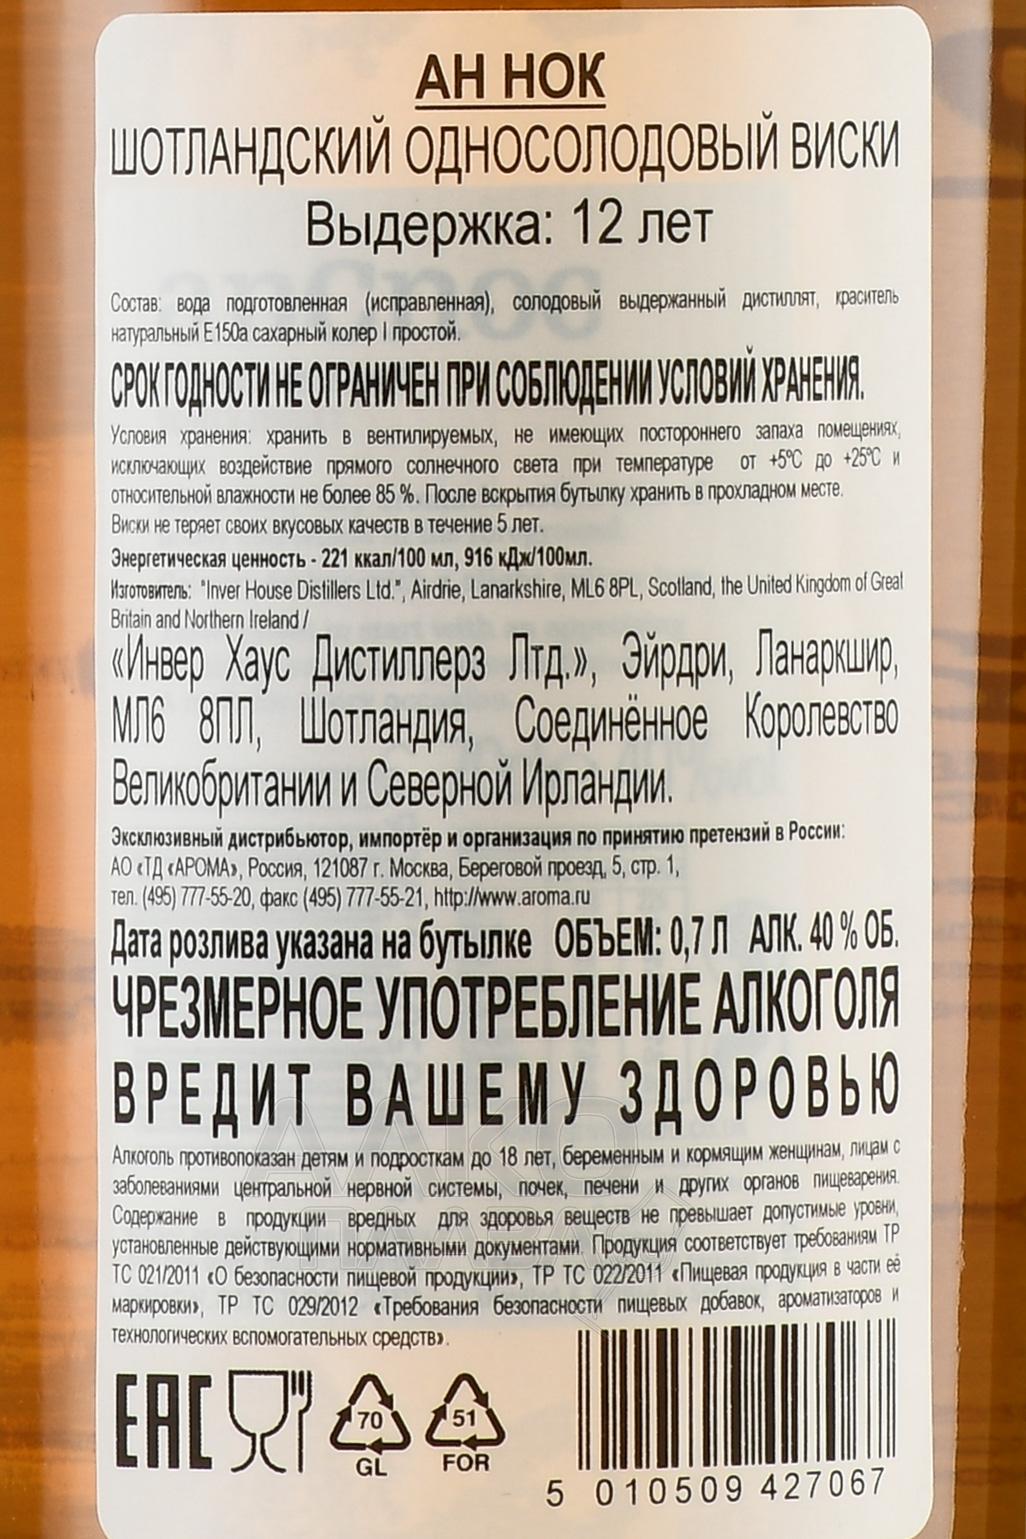 АН НОК
ШОТЛАНДСКИЙ ОДНОСОЛОДОВЫЙ ВИСКИ
Выдержка: 12 лет
Состав: вода подготовленная (исправленная), солодовый выдержанный дистиллят, краситель
натуральный Е150а сахарный колер I простой.
СРОК ГОДНОСТИ НЕ ОГРАНИЧЕН ПРИ СОБЛЮДЕНИИ УСЛОВИЙ ХРАНЕНИЯ.
Условия хранения: хранить в вентилируемых, не имеющих постороннего запаха помещениях,
исключающих воздействие прямого солнечного света при температуре от +5°С до +25°С и
относительной влажности не более 85 %. После вскрытия бутылку хранить в прохладном месте.
Виски не теряет своих вкусовых качеств в течение 5 лет.
Энергетическая ценность - 221 ккал/100 мл, 916 кДж/100мл.
Изготовитель: "Inver House Distillers Ltd.", Airdrie, Lanarkshire, ML6 8PL, Scotland, the United Kingdom of Great
Britain and Northern Ireland /
«Инвер Хаус Дистиллерз Лтд.», Эйрдри, Ланаркшир,
МЛ6 8ПЛ, Шотландия, Соединённое Королевство
Великобритании и Северной Ирландии.
Эксклюзивный дистрибьютор, импортёр и организация по принятию претензий в России:
АО «ТД «АРОМА», Россия, 121087 г. Москва, Береговой проезд, 5, стр. 1,
тел. (495) 777-55-20, факс (495) 777-55-21, http://www.aroma.ru
Дата розлива указана на бутылке ОБЪЕМ: 0,7 Л АЛК. 40 % ОБ.
ЧРЕЗМЕРНОЕ УПОТРЕБЛЕНИЕ АЛКОГОЛЯ
ВРЕДИТ ВАШЕМУ ЗДОРОВЬЮ
Алкоголь противопоказан детям и подросткам до 18 лет, беременным и кормящим женщинам, лицам с
заболеваниями центральной нервной системы, почек, печени и других органов пищеварения.
Содержание в продукции вредных для здоровья веществ не превышает допустимые уровни,
установленные действующими нормативными документами. Продукция соответствует требованиям ТР
ТС 021/2011 «О безопасности пищевой продукции», ТР ТС 022/2011 «Пищевая продукция в части её
маркировки», ТР ТС 029/2012 «Требования безопасности пищевых добавок, ароматизаторов и
технологических вспомогательных средств».
ЕАС
70
GL
51
FOR
5 010509 427067